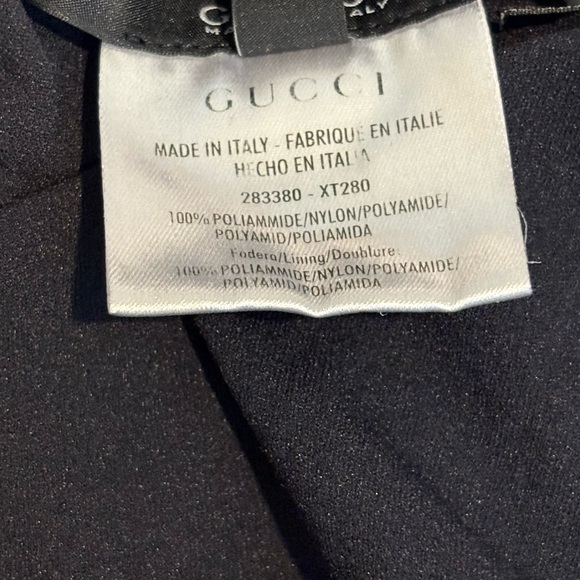 GUCCI
MADE IN ITALY - FABRIQUÉ EN ITALIE
HECHO EN ITALIA
283380 - XT280
100% POLIAMMIDE/NYLON/POLYAMIDE/
POLYAMID/POLIAMIDA
Fodera/Lining/Doublure:
100% POLIAMMIDE/NYLON/POLYAMIDE/
POLYAMID/POLIAMIDA